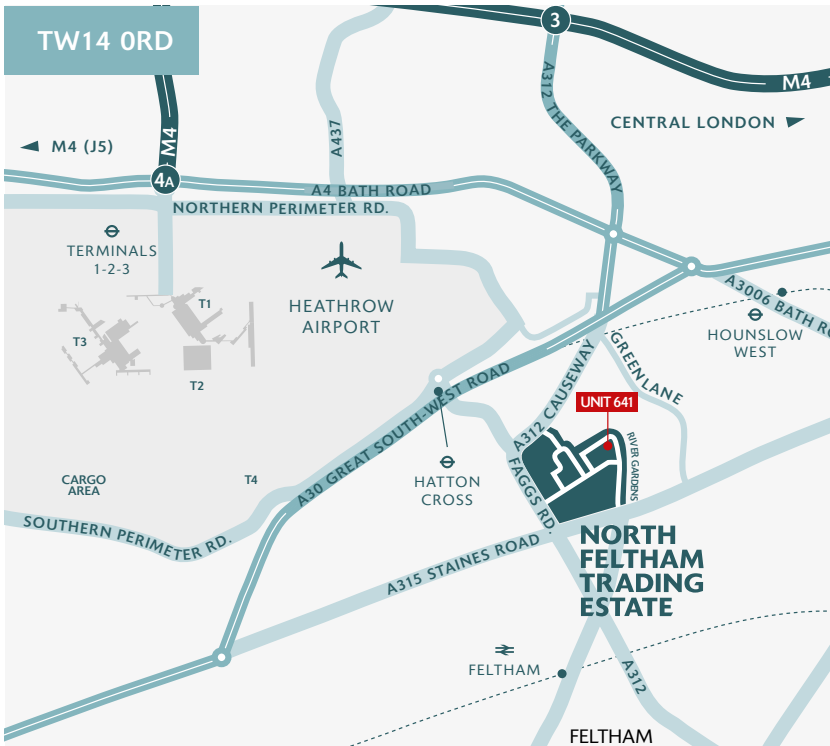 TW14 0RD
3
M4
M4
A437
A312 THE PARKWAY
CENTRAL LONDON
M4 (J5)
4A
A4 BATH ROAD
NORTHERN PERIMETER RD.
TERMINALS
1-2-3
HEATHROW
AIRPORT
T1
T3
T2
A3006 BATH RO
HOUNSLOW
WEST
GREEN LANE
A312 CAUSEWAY
UNIT 641
RIVER GARDENS
A30 GREAT SOUTH-WEST ROAD
FAGGS RD.
HATTON
CROSS
CARGO
AREA
T4
SOUTHERN PERIMETER RD.
A315 STAINES ROAD
NORTH
FELTHAM
TRADING
ESTATE
FELTHAM
A312
FELTHAM